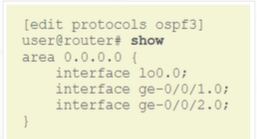 [edit protocols ospf3]
user@router# show
area 0.0.0.0 {
    interface lo0.0;
    interface ge-0/0/1.0;
    interface ge-0/0/2.0;
}